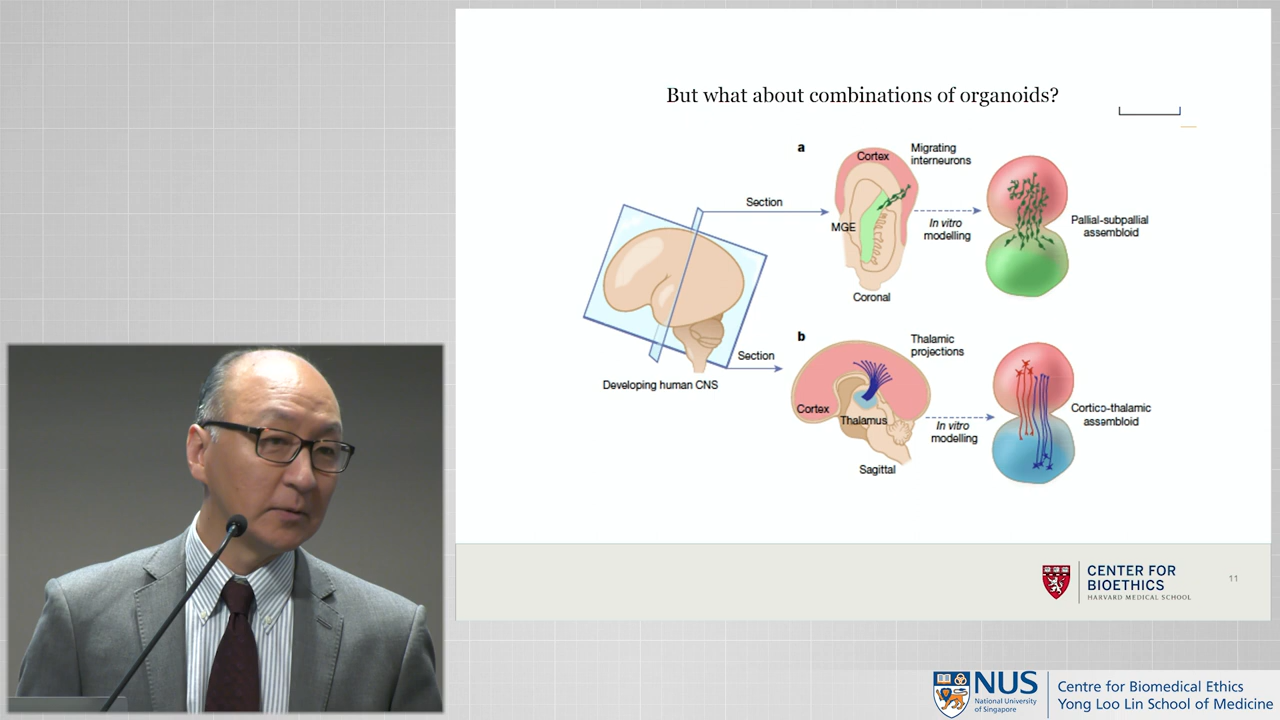 But what about combinations of organoids?
a
Cortex
Migrating
interneurons
Section
MGE
In vitro
modelling
Pallial-subpallial
assembloid
Coronal
Developing human CNS
b
Section
Thalamic
projections
Cortex
Thalamus
In vitro
modelling
Cortico-thalamic
assembloid
Sagittal
CENTER FOR
BIOETHICS
HARVARD MEDICAL SCHOOL
11
NUS
National University
of Singapore
Centre for Biomedical Ethics
Yong Loo Lin School of Medicine